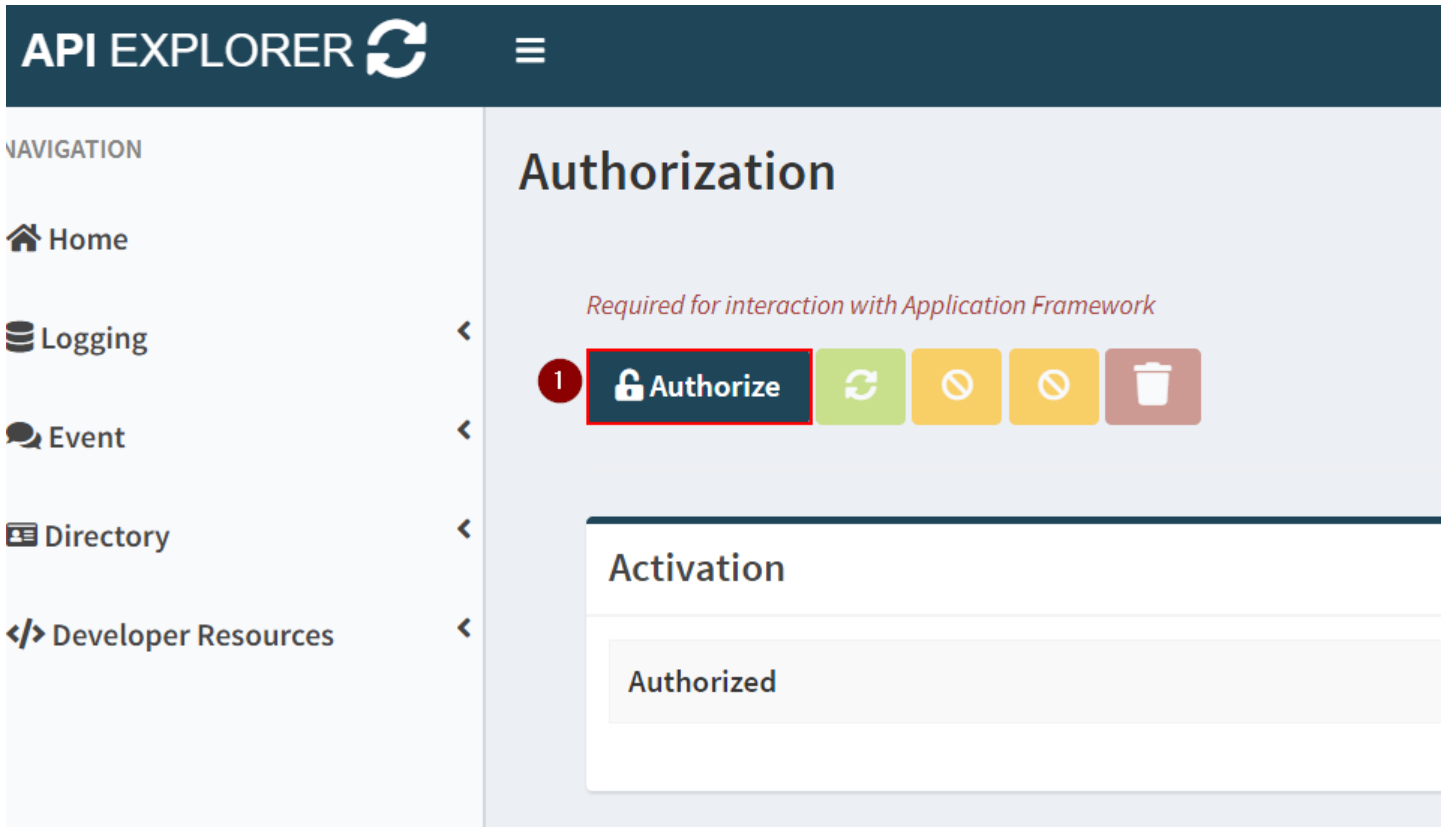 API EXPLORER
NAVIGATION
Home
Logging
Event
Directory
Developer Resources
Authorization
Required for interaction with Application Framework
1
Authorize
Activation
Authorized